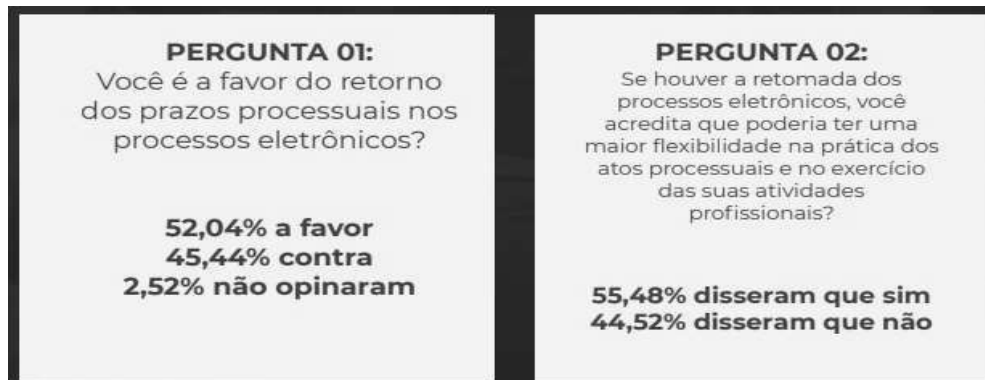 PERGUNTA 01:
Você é a favor do retorno
dos prazos processuais nos
processos eletrônicos?
52,04% a favor
45,44% contra
2,52% não opinaram
PERGUNTA 02:
Se houver a retomada dos
processos eletrônicos, você
acredita que poderia ter uma
maior flexibilidade na prática dos
atos processuais e no exercício
das suas atividades
profissionais?
55,48% disseram que sim
44,52% disseram que não